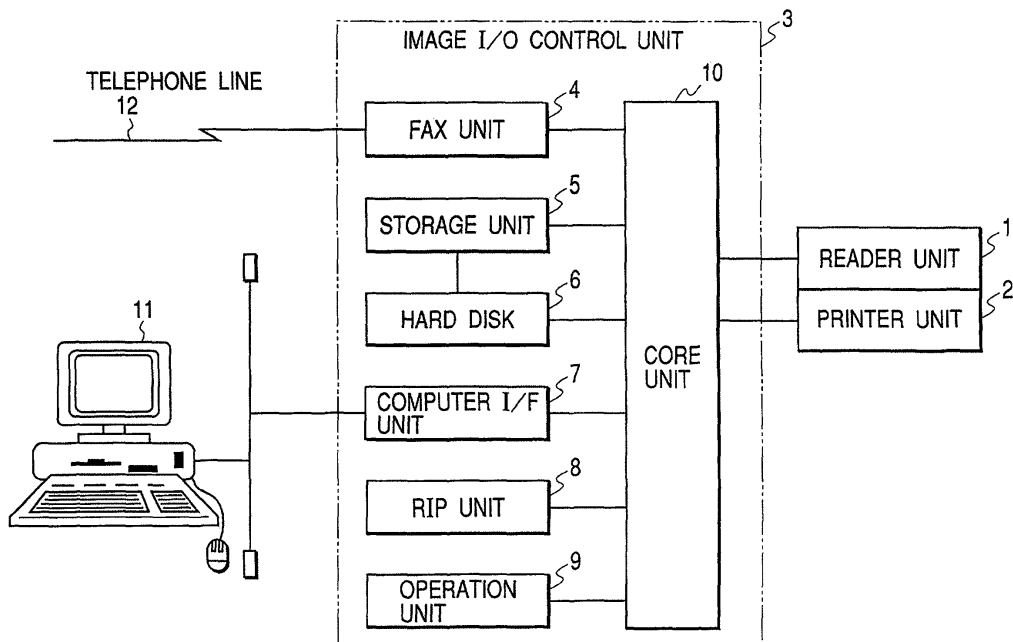 IMAGE I/O CONTROL UNIT
3
TELEPHONE LINE
12
4
FAX UNIT
10
5
STORAGE UNIT
6
HARD DISK
CORE
UNIT
1
READER UNIT
2
PRINTER UNIT
11
7
COMPUTER I/F
UNIT
8
RIP UNIT
9
OPERATION
UNIT